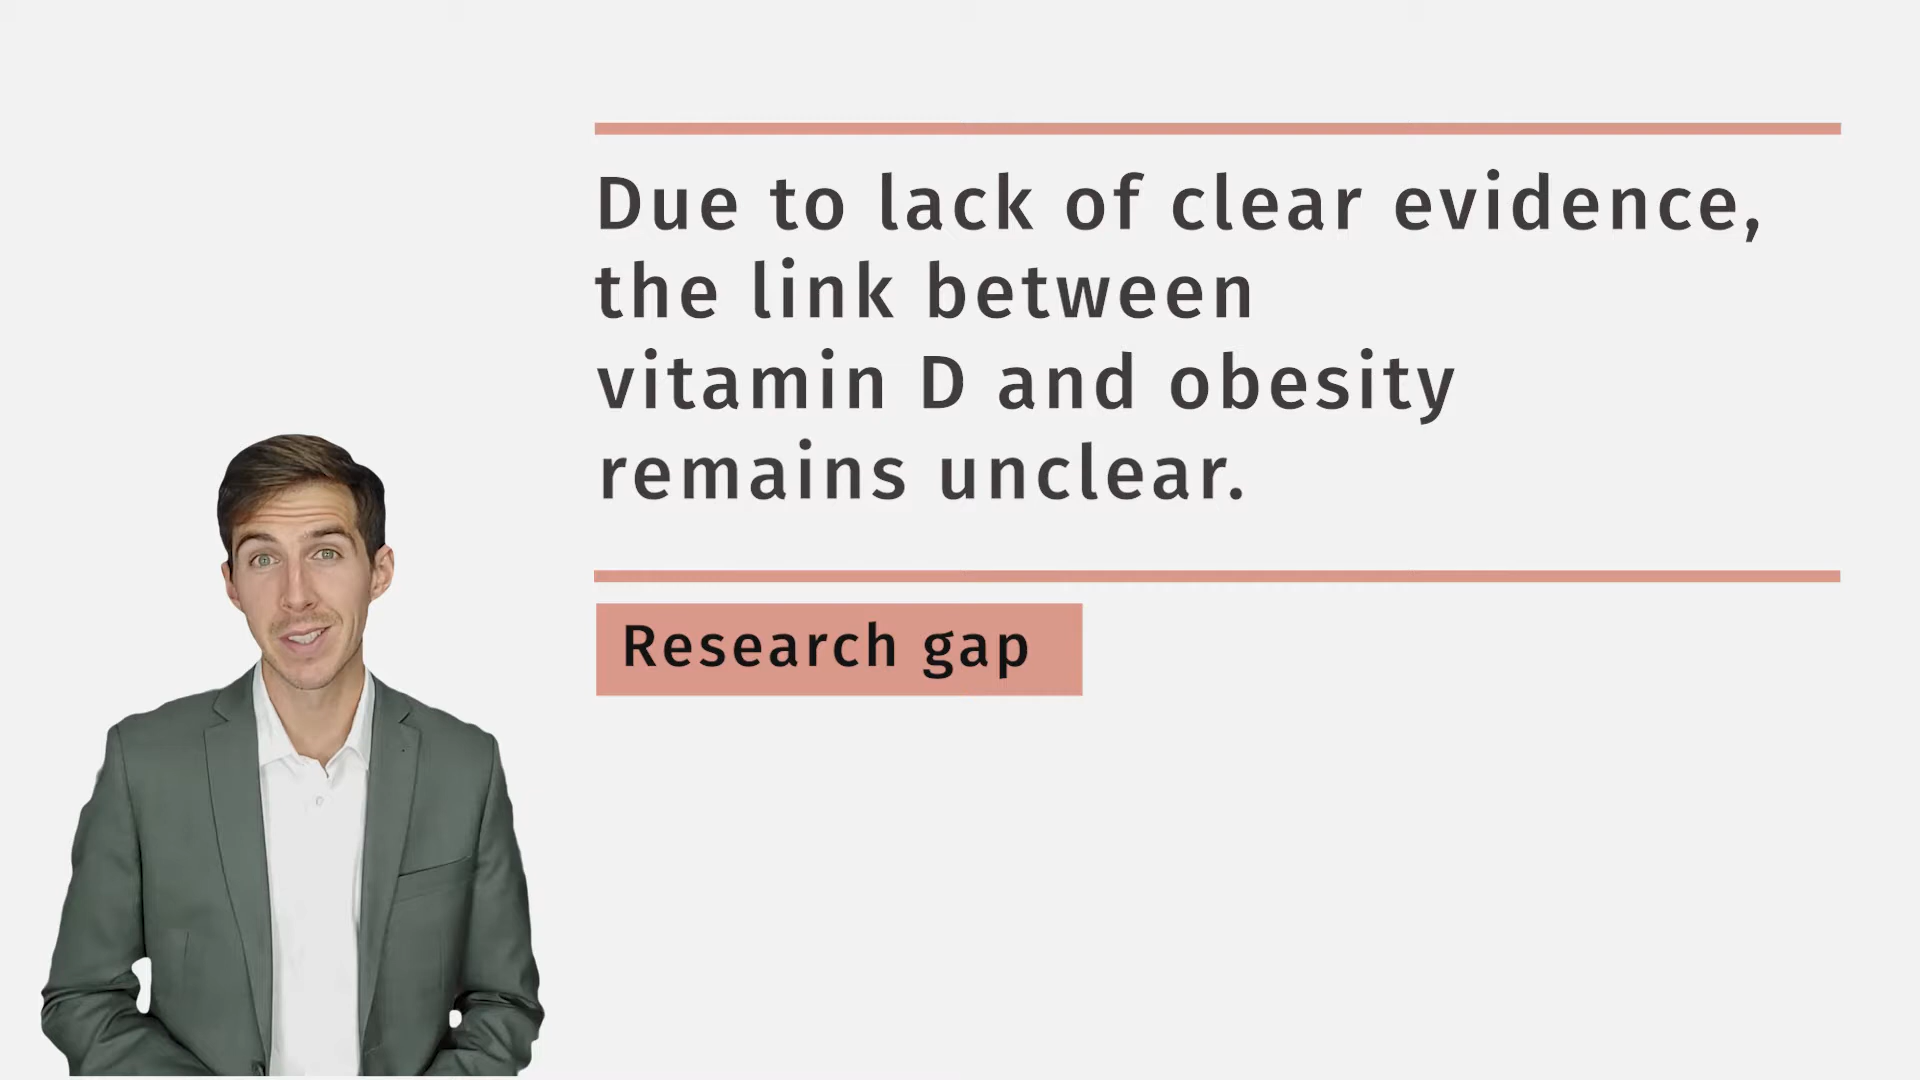 Due to lack of clear evidence,
the link between
vitamin D and obesity
remains unclear.
Research gap